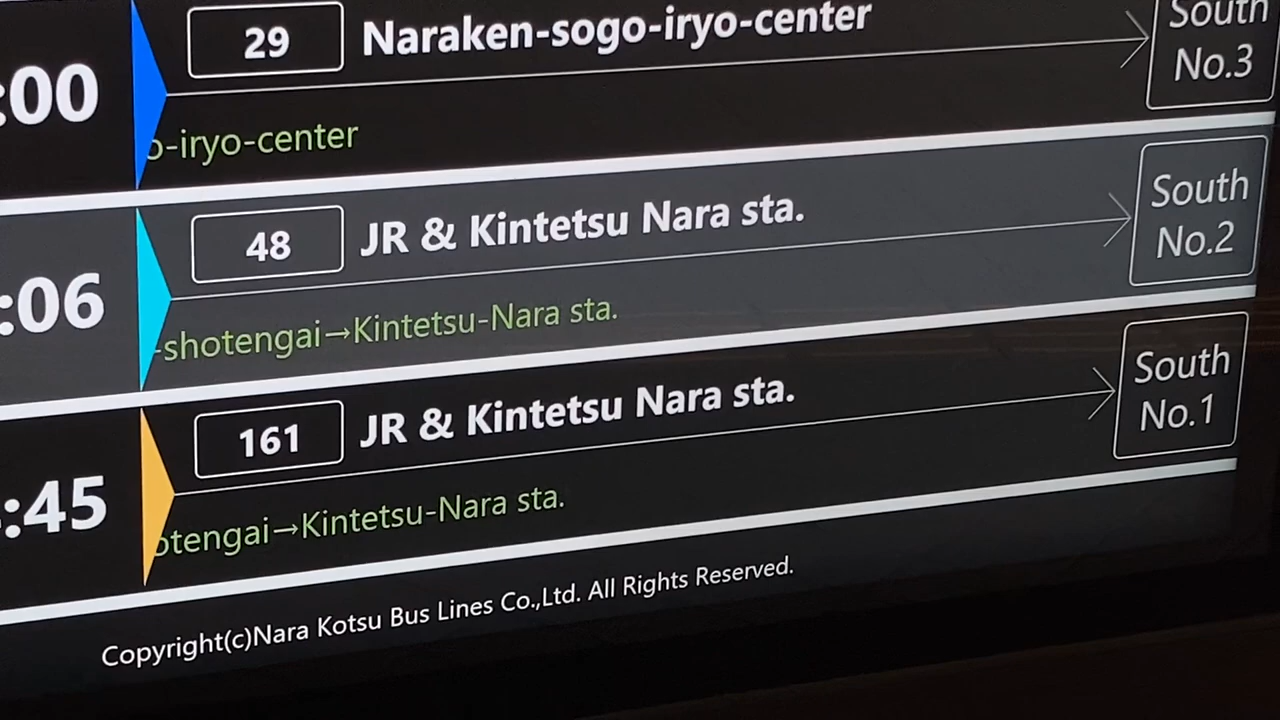 :00 29 Naraken-sogo-iryo-center South No.3
o-iryo-center
:06 48 JR & Kintetsu Nara sta. South No.2
-shotengai→Kintetsu-Nara sta.
:45 161 JR & Kintetsu Nara sta. South No.1
otengai→Kintetsu-Nara sta.
Copyright(c)Nara Kotsu Bus Lines Co.,Ltd. All Rights Reserved.